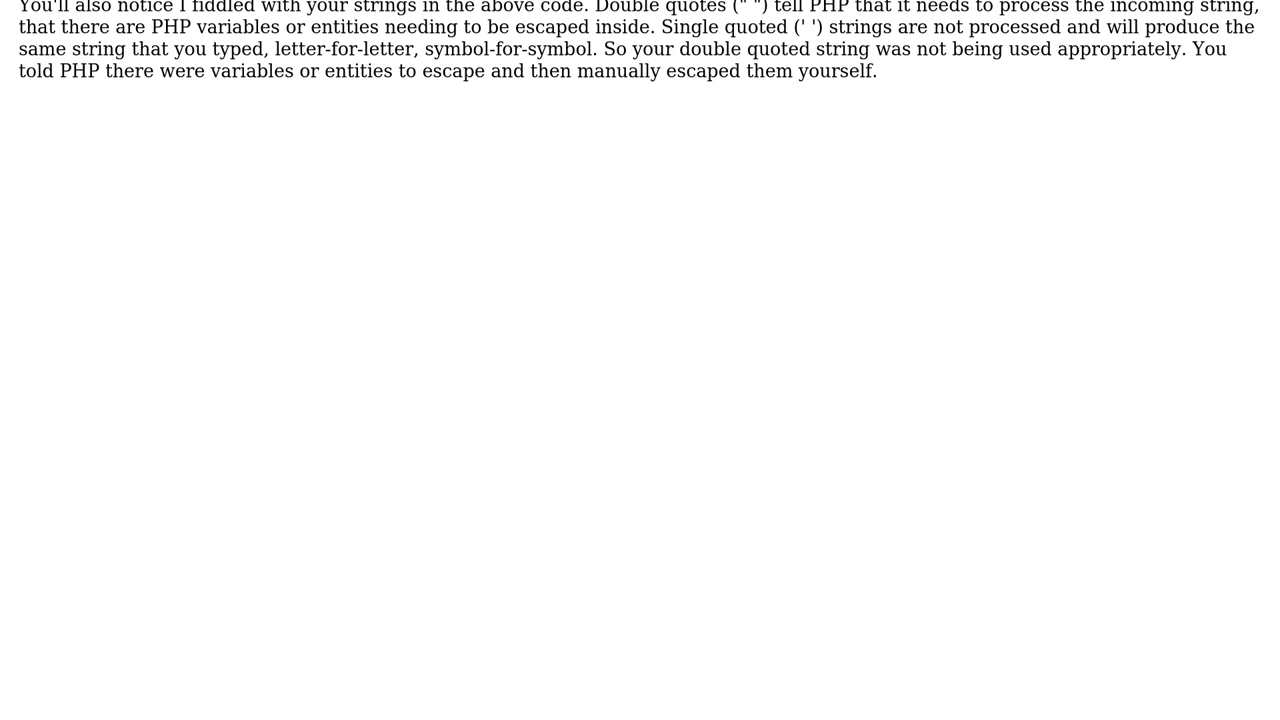 You'll also notice I fiddled with your strings in the above code. Double quotes (" ") tell PHP that it needs to process the incoming string,
that there are PHP variables or entities needing to be escaped inside. Single quoted (' ') strings are not processed and will produce the
same string that you typed, letter-for-letter, symbol-for-symbol. So your double quoted string was not being used appropriately. You
told PHP there were variables or entities to escape and then manually escaped them yourself.